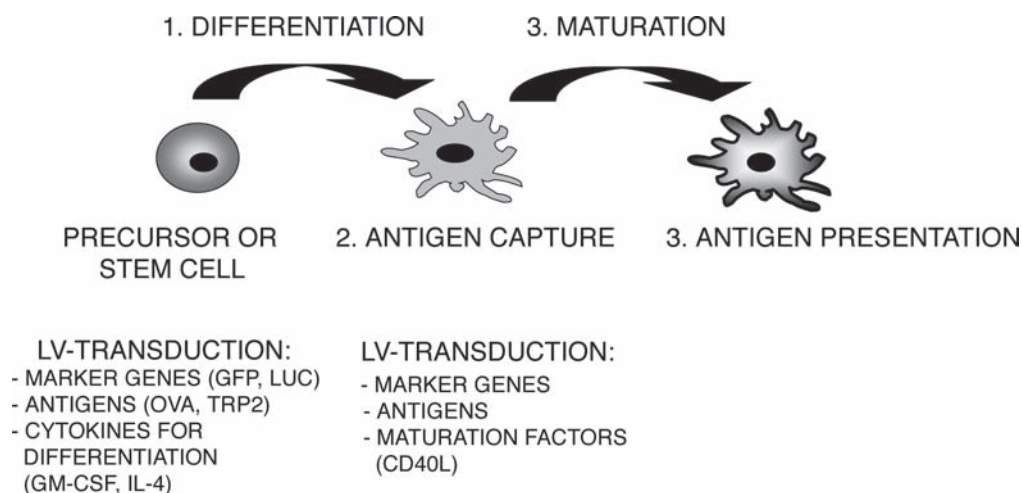 1. DIFFERENTIATION
3. MATURATION
PRECURSOR OR
STEM CELL
2. ANTIGEN CAPTURE
3. ANTIGEN PRESENTATION
LV-TRANSDUCTION:
- MARKER GENES (GFP, LUC)
- ANTIGENS (OVA, TRP2)
- CYTOKINES FOR
DIFFERENTIATION
(GM-CSF, IL-4)
LV-TRANSDUCTION:
- MARKER GENES
- ANTIGENS
- MATURATION FACTORS
(CD40L)